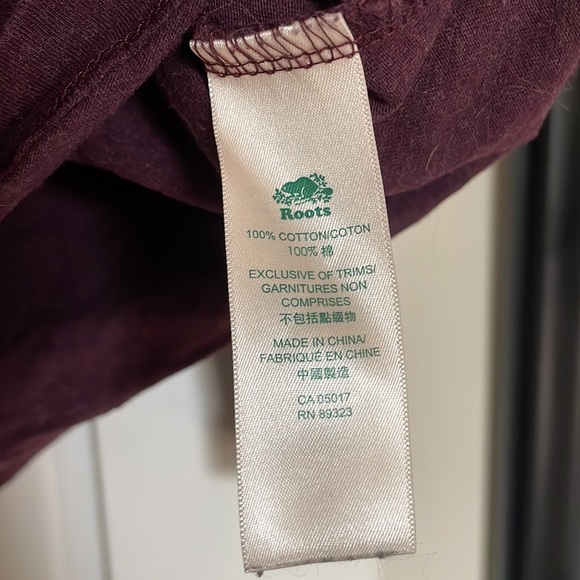 Roots
100% COTTON/COTON
100% 棉
EXCLUSIVE OF TRIMS/
GARNITURES NON
COMPRISES
不包括點綴物
MADE IN CHINA/
FABRIQUÉ EN CHINE
中國製造
CA 05017
RN 89323